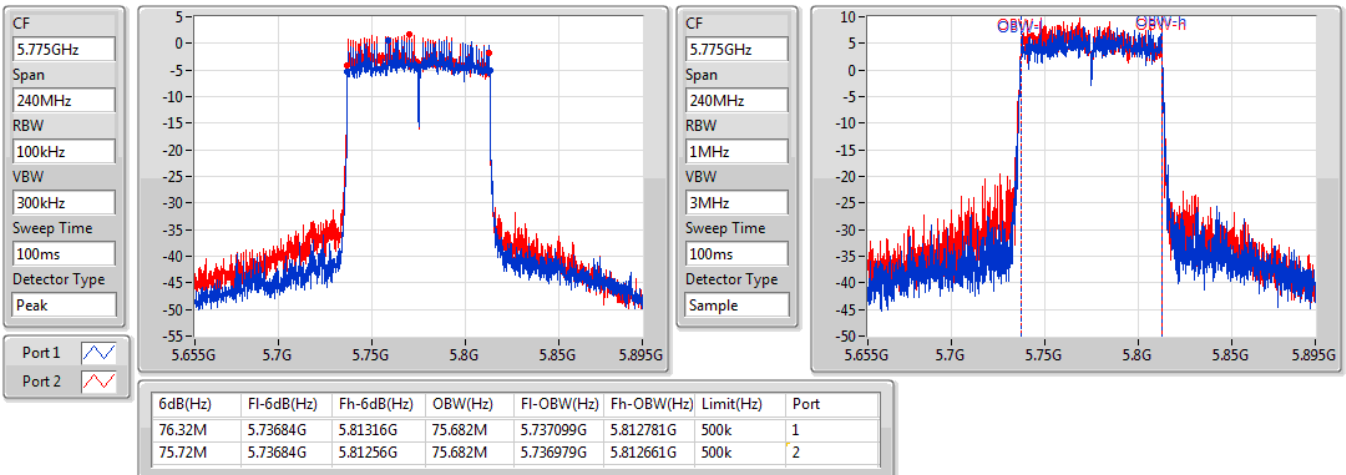 CF
5.775GHz
Span
240MHz
RBW
100kHz
VBW
300kHz
Sweep Time
100ms
Detector Type
Peak
Port 1
Port 2
5
0
-5
-10
-15
-20
-25
-30
-35
-40
-45
-50
-55
5.655G 5.7G 5.75G 5.8G 5.85G 5.895G
CF
5.775GHz
Span
240MHz
RBW
1MHz
VBW
3MHz
Sweep Time
100ms
Detector Type
Sample
OBW-l OBW-h
10
5
0
-5
-10
-15
-20
-25
-30
-35
-40
-45
-50
5.655G 5.7G 5.75G 5.8G 5.85G 5.895G
6dB(Hz) Fl-6dB(Hz) Fh-6dB(Hz) OBW(Hz) Fl-OBW(Hz) Fh-OBW(Hz) Limit(Hz) Port
76.32M 5.73684G 5.81316G 75.682M 5.737099G 5.812781G 500k 1
75.72M 5.73684G 5.81256G 75.682M 5.736979G 5.812661G 500k 2